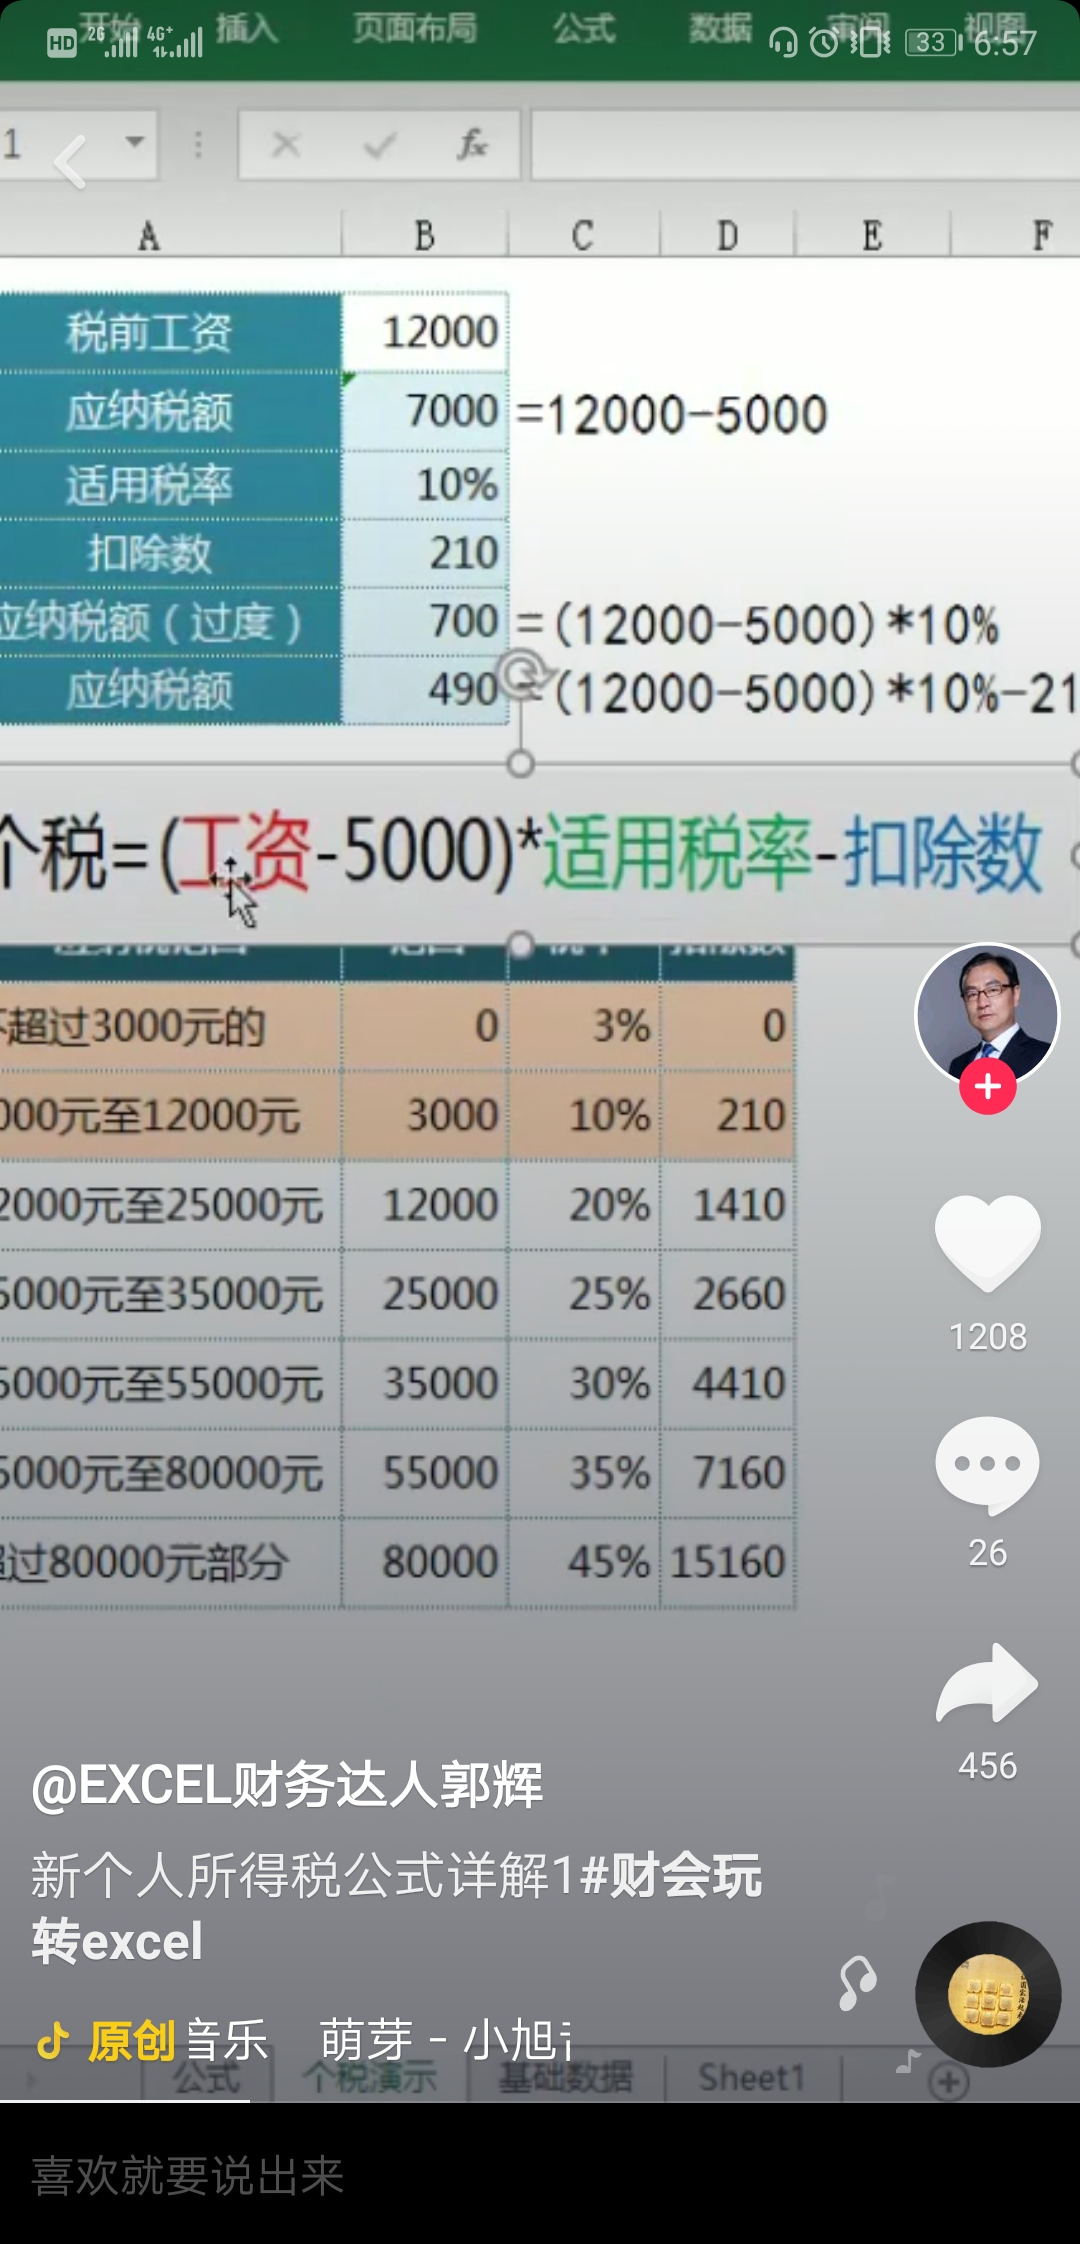 开始 插入 页面布局 公式 数据 审阅 视图
HD 2G 4G+ 33 6:57
1 fx
A B C D E F
税前工资 12000
应纳税额 7000 =12000-5000
适用税率 10%
扣除数 210
应纳税额（过度） 700 =(12000-5000)*10%
应纳税额 490 =(12000-5000)*10%-21
个税=(工资-5000)*适用税率-扣除数
不超过3000元的 0 3% 0
000元至12000元 3000 10% 210
2000元至25000元 12000 20% 1410
5000元至35000元 25000 25% 2660
5000元至55000元 35000 30% 4410
5000元至80000元 55000 35% 7160
超过80000元部分 80000 45% 15160
1208
26
456
@EXCEL财务达人郭辉
新个人所得税公式详解1#财会玩
转excel
原创音乐 萌芽 - 小旭
公式 个税演示 基础数据 Sheet1
喜欢就要说出来